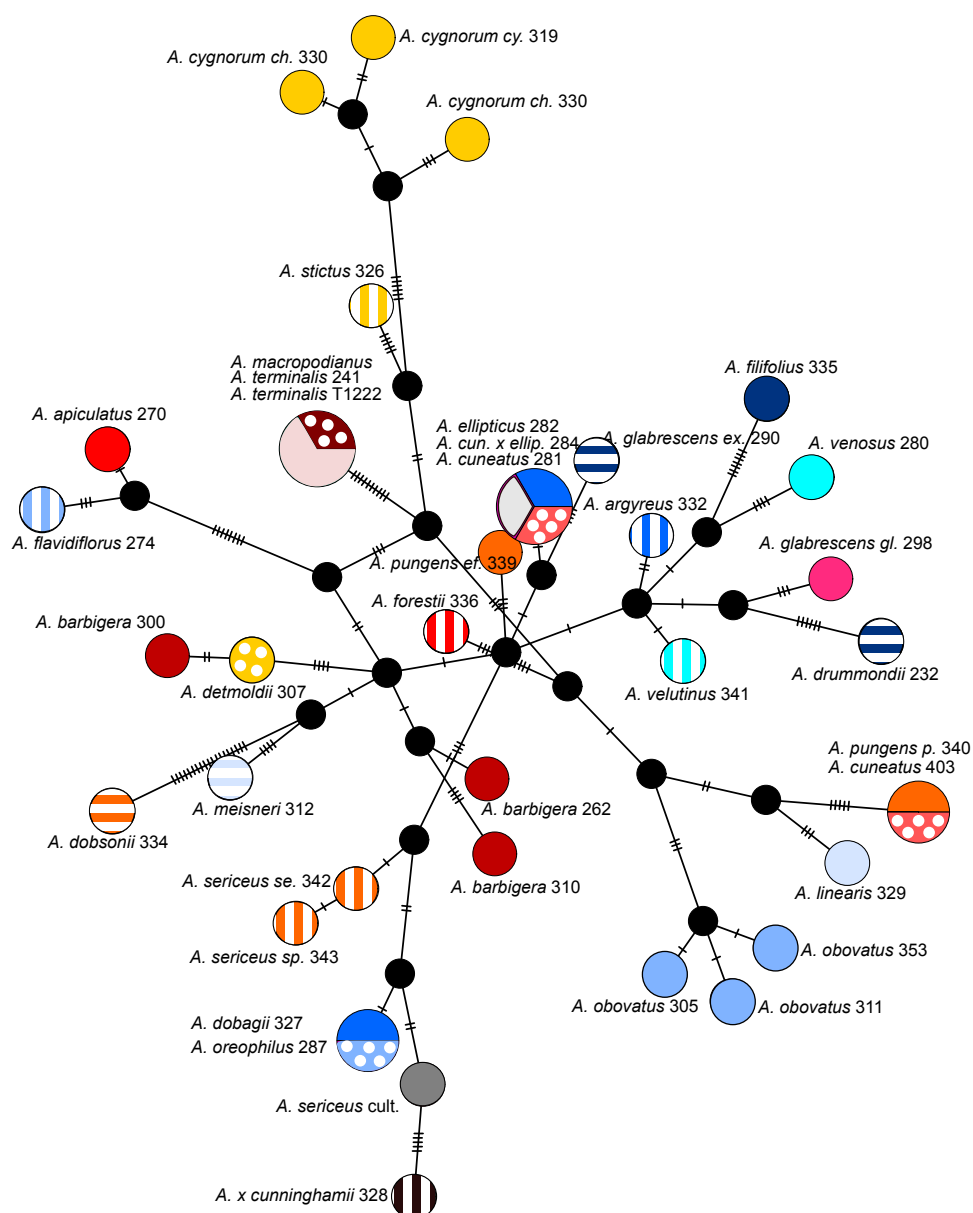 A. cygnorum cy. 319
A. cygnorum ch. 330
A. cygnorum ch. 330
A. stictus 326
A. macropodianus
A. terminalis 241
A. terminalis T1222
A. filifolius 335
A. apiculatus 270
A. ellipticus 282
A. cun. x ellip. 284
A. cuneatus 281
A. glabrescens ex. 290
A. venosus 280
A. argyreus 332
A. flavidiflorus 274
A. pungens ef. 339
A. glabrescens gl. 298
A. forestii 336
A. barbigera 300
A. detmoldii 307
A. velutinus 341
A. drummondii 232
A. pungens p. 340
A. cuneatus 403
A. meisneri 312
A. barbigera 262
A. dobsonii 334
A. sericeus se. 342
A. barbigera 310
A. linearis 329
A. sericeus sp. 343
A. obovatus 353
A. obovatus 305
A. obovatus 311
A. dobagii 327
A. oreophilus 287
A. sericeus cult.
A. x cunninghamii 328